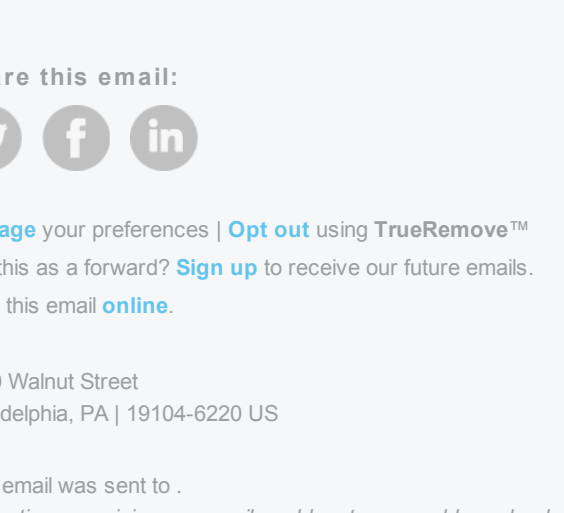 re this email:
f in
age your preferences | Opt out using TrueRemove™
this as a forward? Sign up to receive our future emails.
this email online.
Walnut Street
delphia, PA | 19104-6220 US
email was sent to .